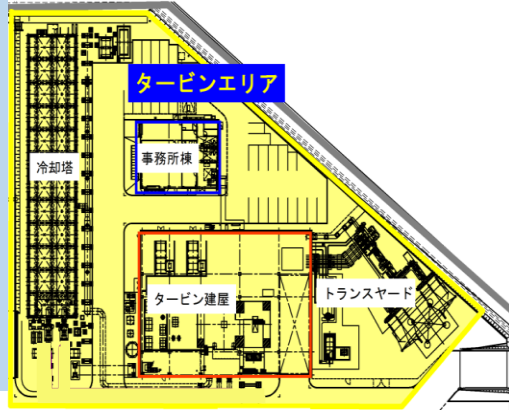 タービンエリア
事務所棟
冷却塔
タービン建屋
トランスヤード